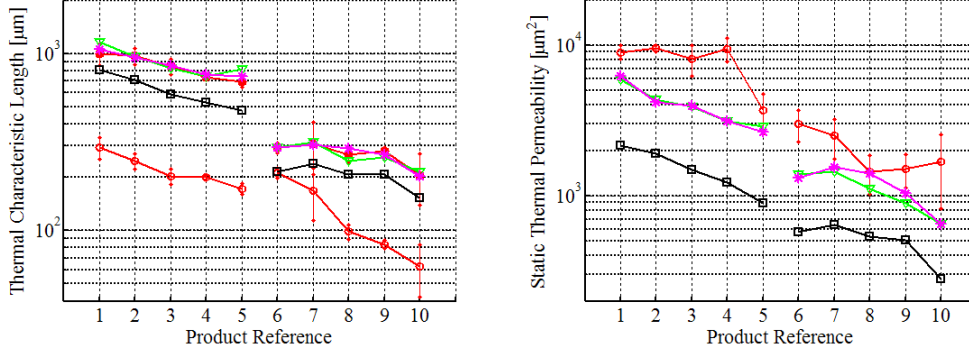 Thermal Characteristic Length [µm]
10³
10²
1 2 3 4 5 6 7 8 9 10
Product Reference
Static Thermal Permeability [µm²]
10⁴
10³
1 2 3 4 5 6 7 8 9 10
Product Reference